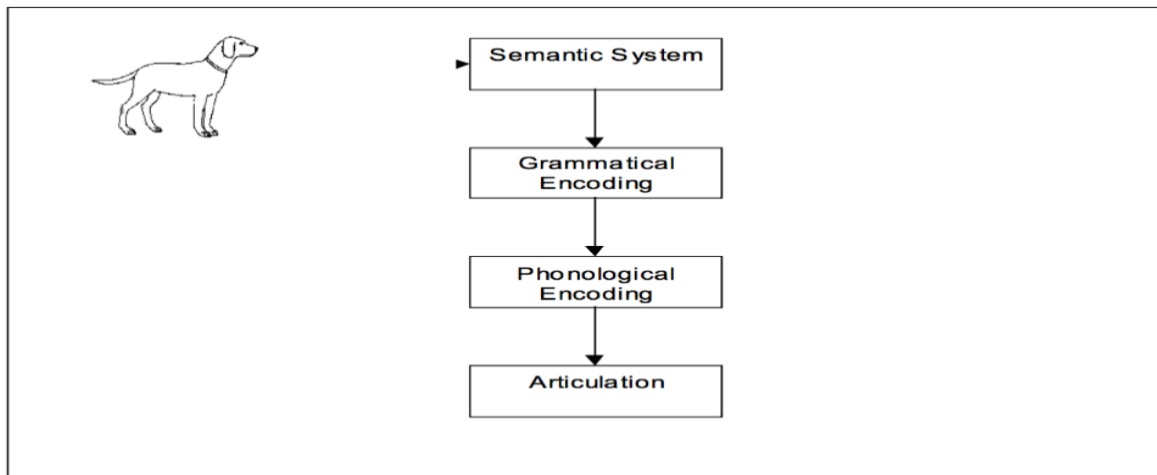 Semantic System
Grammatical
Encoding
Phonological
Encoding
Articulation